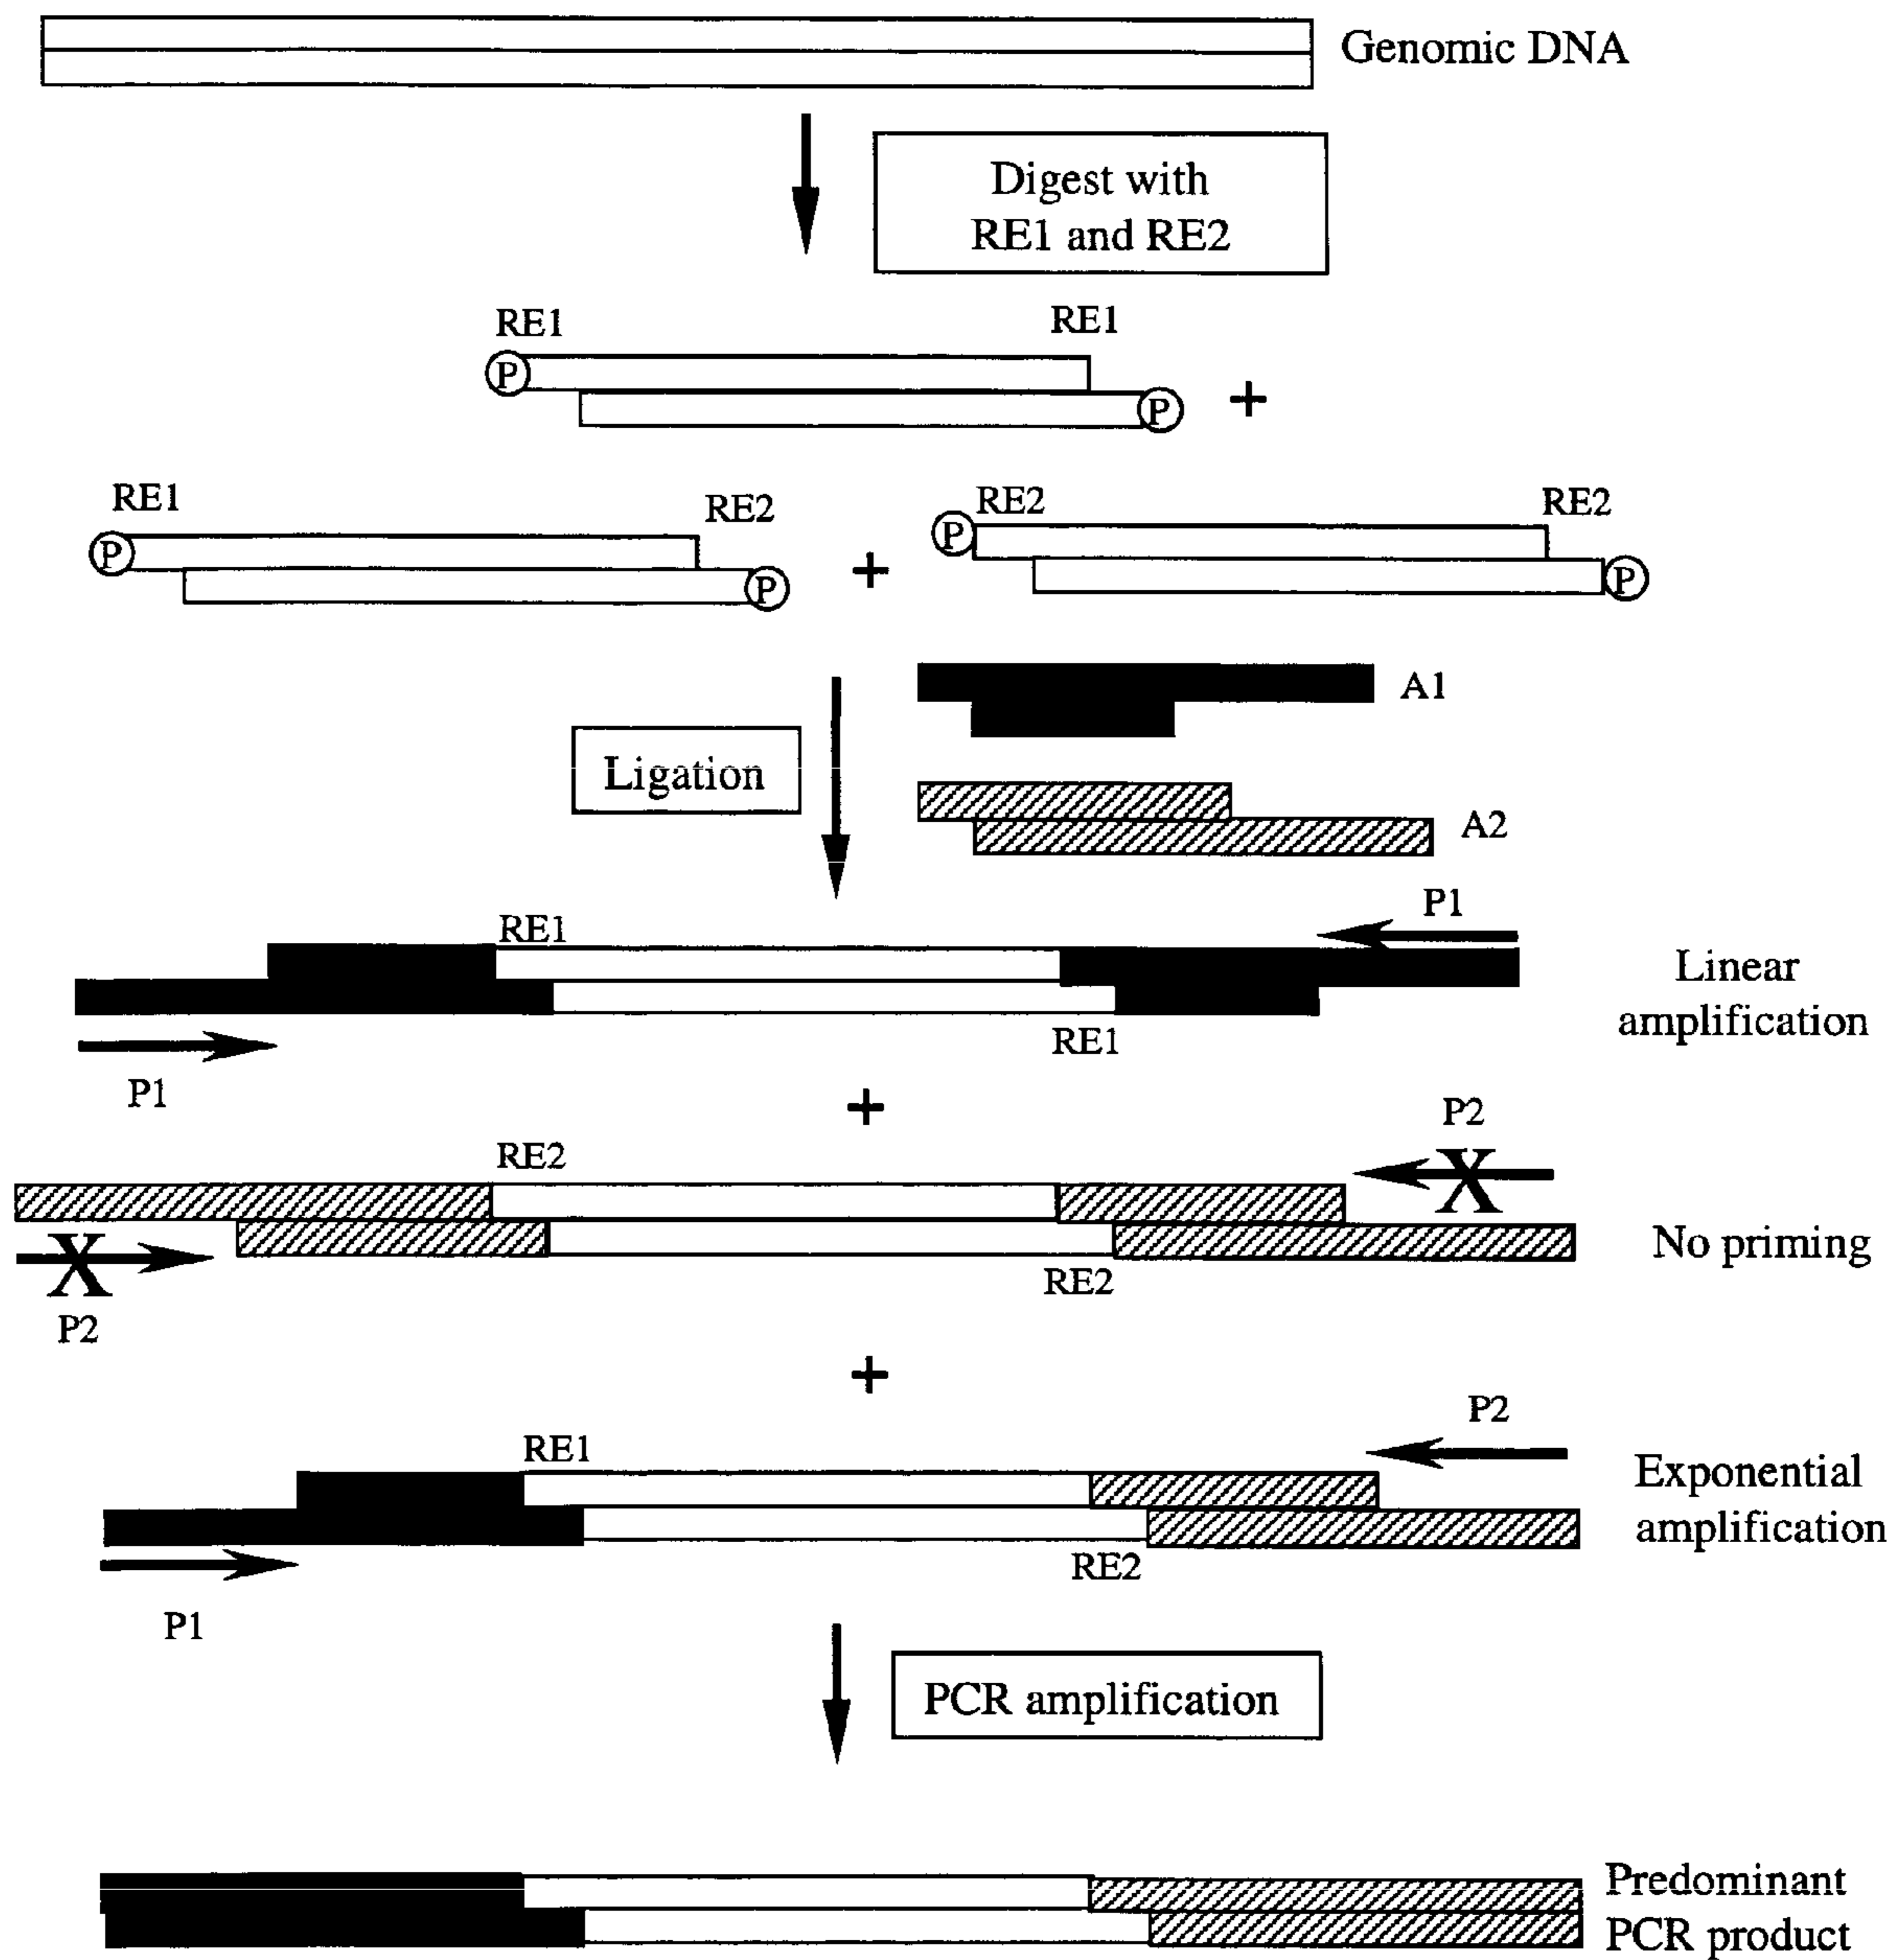 Genomic DNA
Digest with
RE1 and RE2
RE1 RE1
P
P
+
RE1 RE2
P
P
+
RE2 RE2
P
P
A1
Ligation
A2
P1
RE1
Linear
amplification
RE1
P1
+
P2
RE2
X
No priming
X
RE2
P2
+
P2
RE1
Exponential
amplification
RE2
P1
PCR amplification
Predominant
PCR product